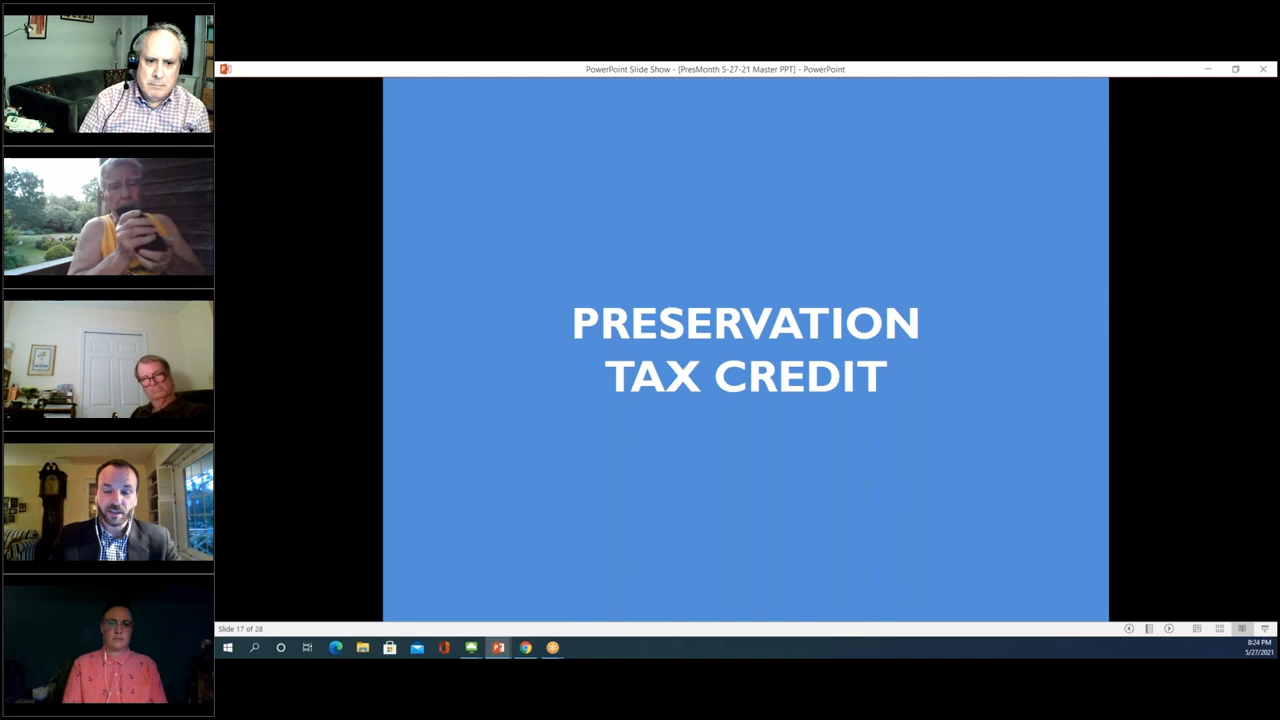 PowerPoint Slide Show - [PresMonth 5-27-21 Master PPT] - PowerPoint
PRESERVATION
TAX CREDIT
Slide 17 of 28
8:24 PM
5/27/2021